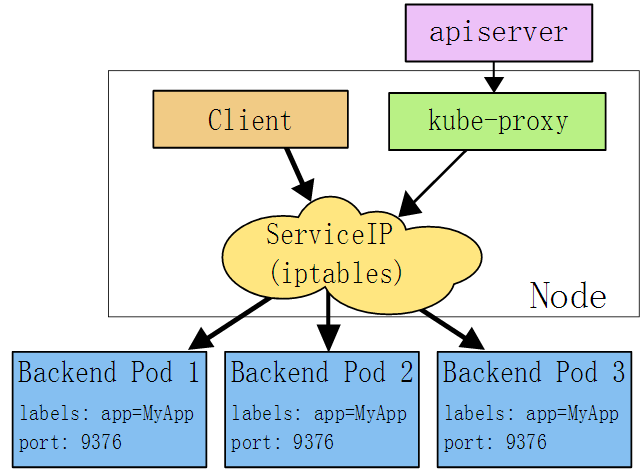 apiserver
Client
kube-proxy
ServiceIP
(iptables)
Node
Backend Pod 1
labels: app=MyApp
port: 9376
Backend Pod 2
labels: app=MyApp
port: 9376
Backend Pod 3
labels: app=MyApp
port: 9376